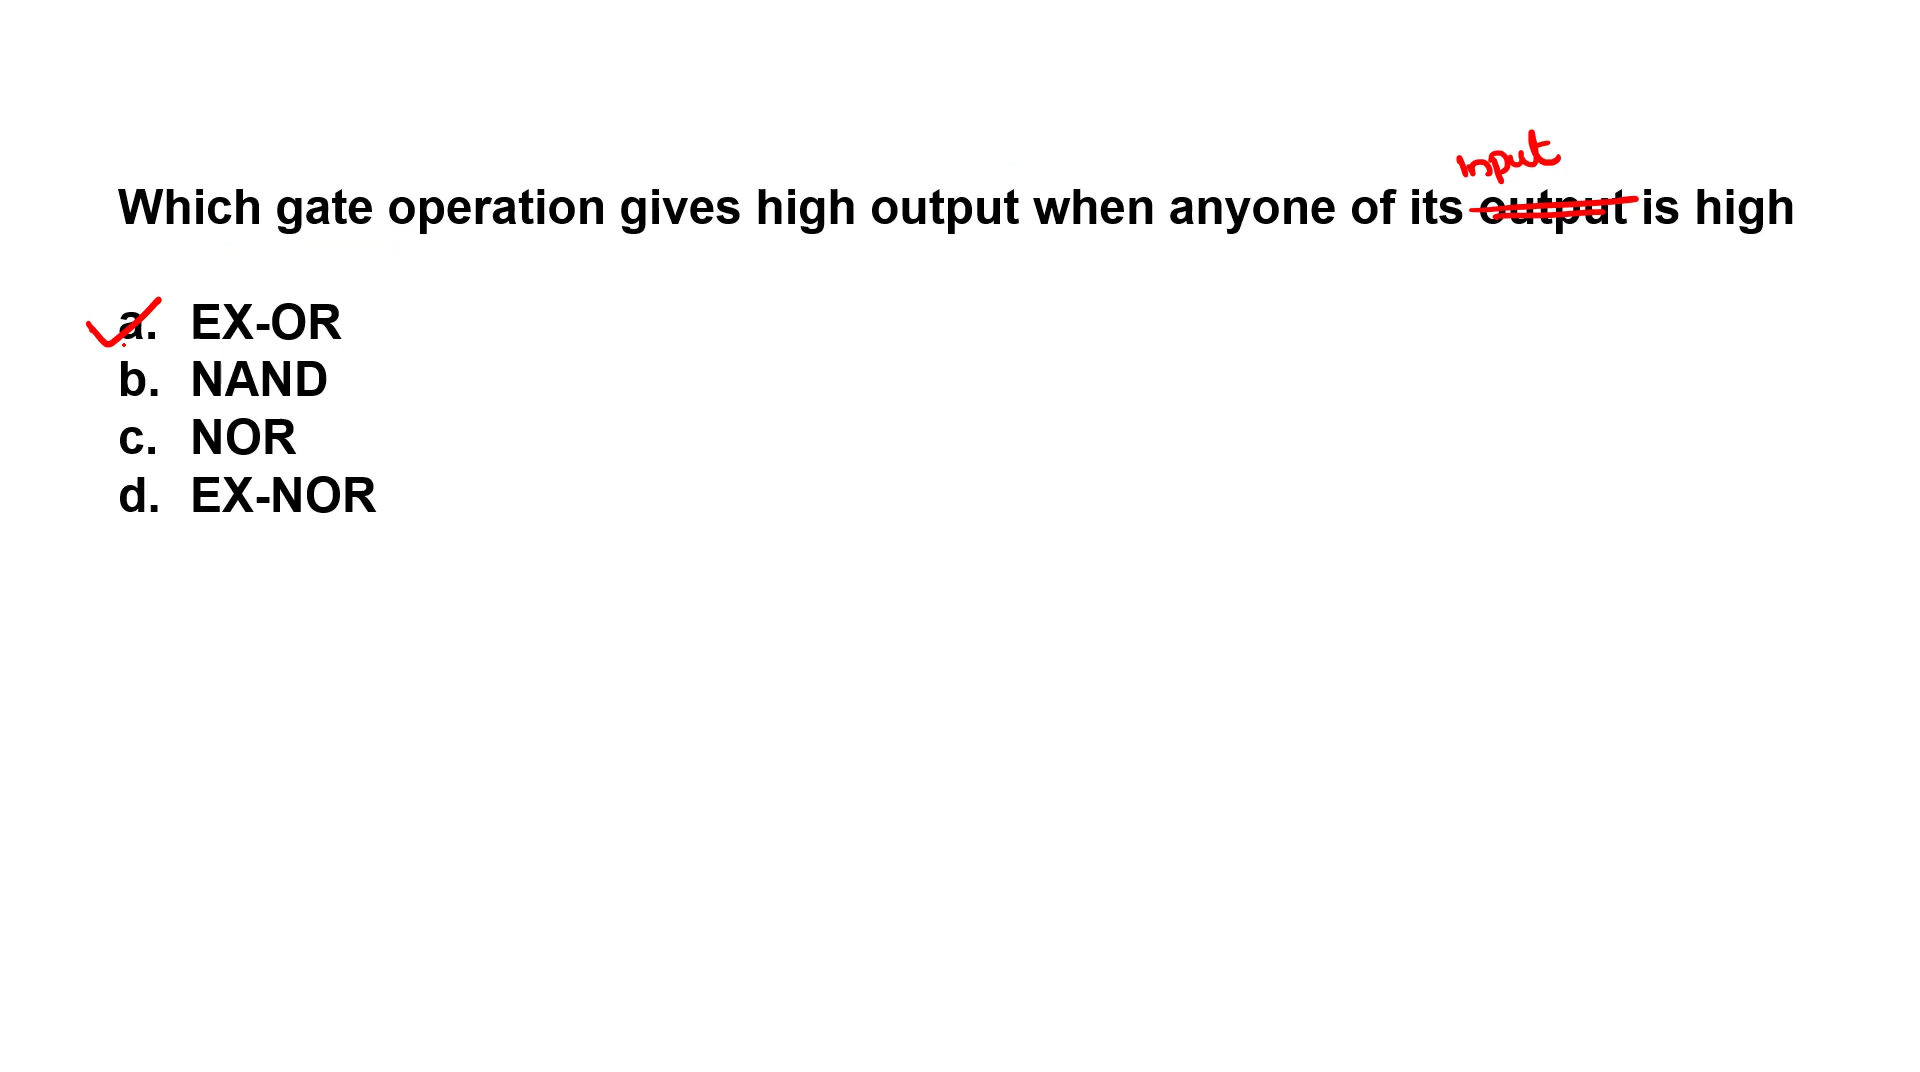 input
Which gate operation gives high output when anyone of its output is high
a. EX-OR
b. NAND
c. NOR
d. EX-NOR